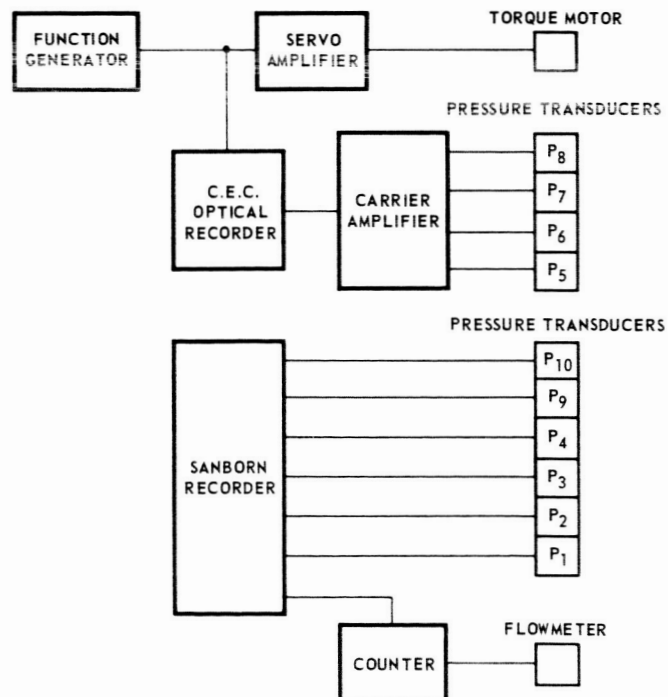 FUNCTION
GENERATOR
SERVO
AMPLIFIER
TORQUE MOTOR
PRESSURE TRANSDUCERS
C.E.C.
OPTICAL
RECORDER
CARRIER
AMPLIFIER
P8
P7
P6
P5
PRESSURE TRANSDUCERS
SANBORN
RECORDER
P10
P9
P4
P3
P2
P1
FLOWMETER
COUNTER